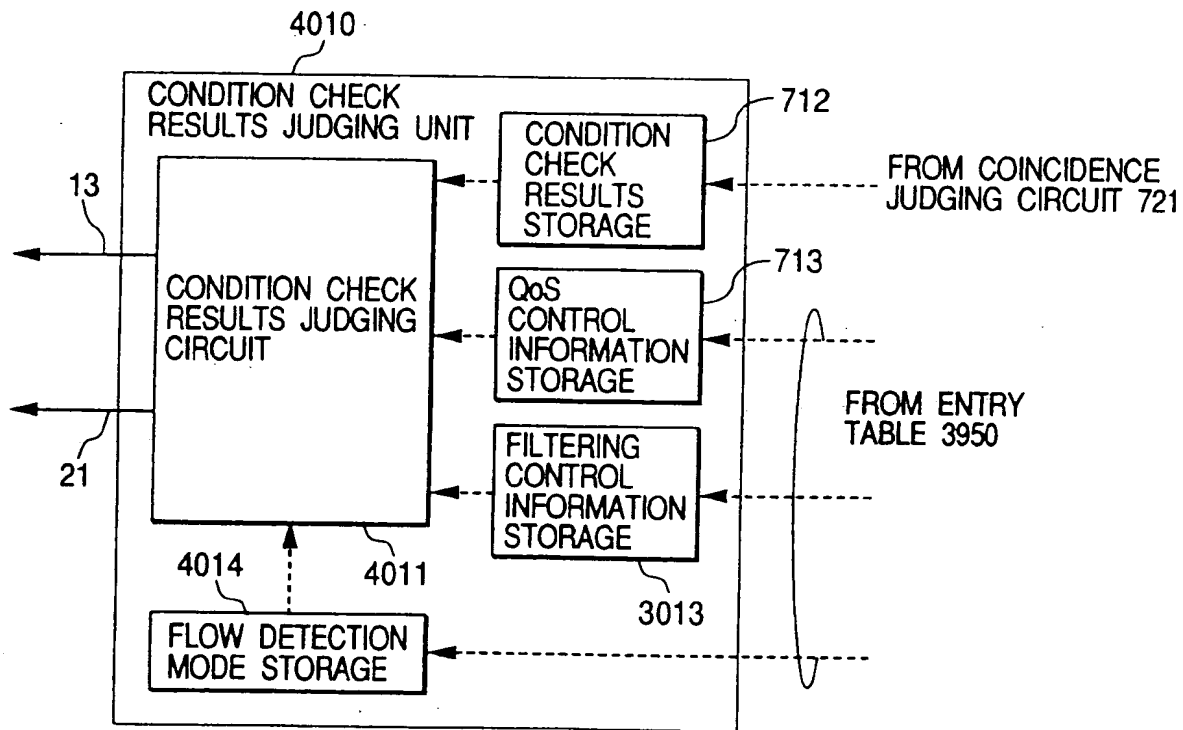 4010
CONDITION CHECK
RESULTS JUDGING UNIT
712
CONDITION
CHECK
RESULTS
STORAGE
FROM COINCIDENCE
JUDGING CIRCUIT 721
13
CONDITION CHECK
RESULTS JUDGING
CIRCUIT
713
QoS
CONTROL
INFORMATION
STORAGE
FROM ENTRY
TABLE 3950
21
FILTERING
CONTROL
INFORMATION
STORAGE
4014
4011
3013
FLOW DETECTION
MODE STORAGE